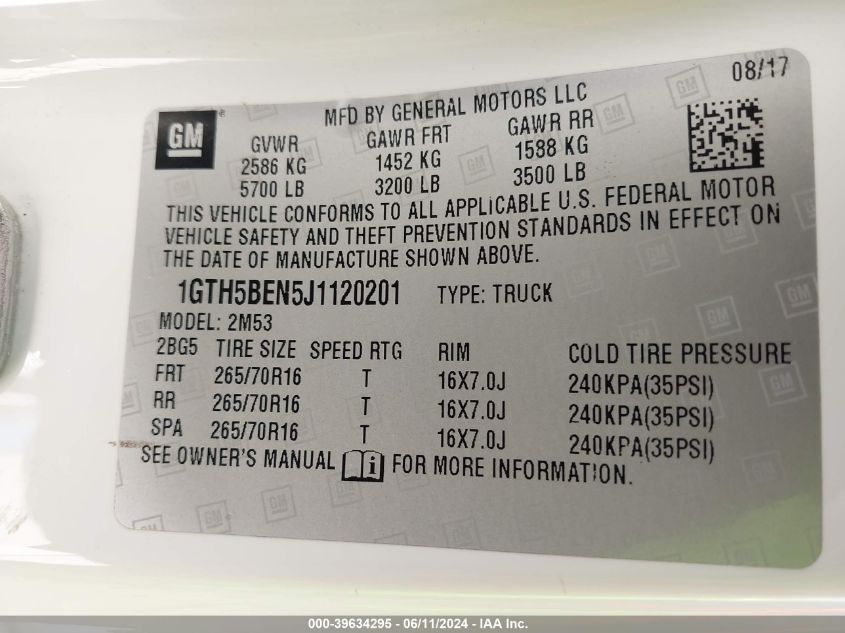 08/17
MFD BY GENERAL MOTORS LLC
GM
GVWR GAWR FRT GAWR RR
2586 KG 1452 KG 1588 KG
5700 LB 3200 LB 3500 LB
THIS VEHICLE CONFORMS TO ALL APPLICABLE U.S. FEDERAL MOTOR
VEHICLE SAFETY AND THEFT PREVENTION STANDARDS IN EFFECT ON
THE DATE OF MANUFACTURE SHOWN ABOVE.
1GTH5BEN5J1120201 TYPE: TRUCK
MODEL: 2M53
2BG5 TIRE SIZE SPEED RTG RIM COLD TIRE PRESSURE
FRT 265/70R16 T 16X7.0J 240KPA(35PSI)
RR 265/70R16 T 16X7.0J 240KPA(35PSI)
SPA 265/70R16 T 16X7.0J 240KPA(35PSI)
SEE OWNER'S MANUAL i FOR MORE INFORMATION.
000-39634295 - 06/11/2024 - IAA Inc.